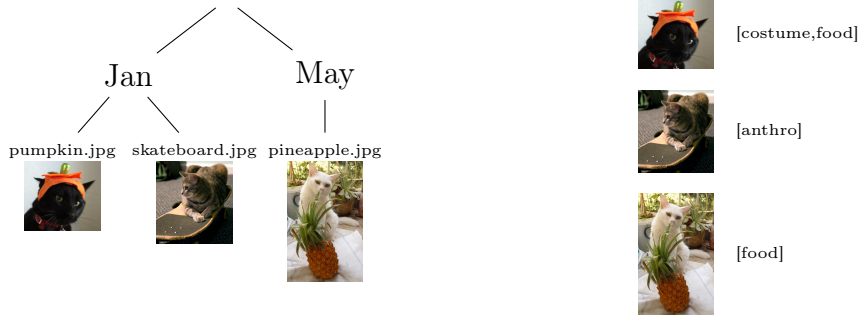 Jan
May
pumpkin.jpg
skateboard.jpg
pineapple.jpg
[costume,food]
[anthro]
[food]